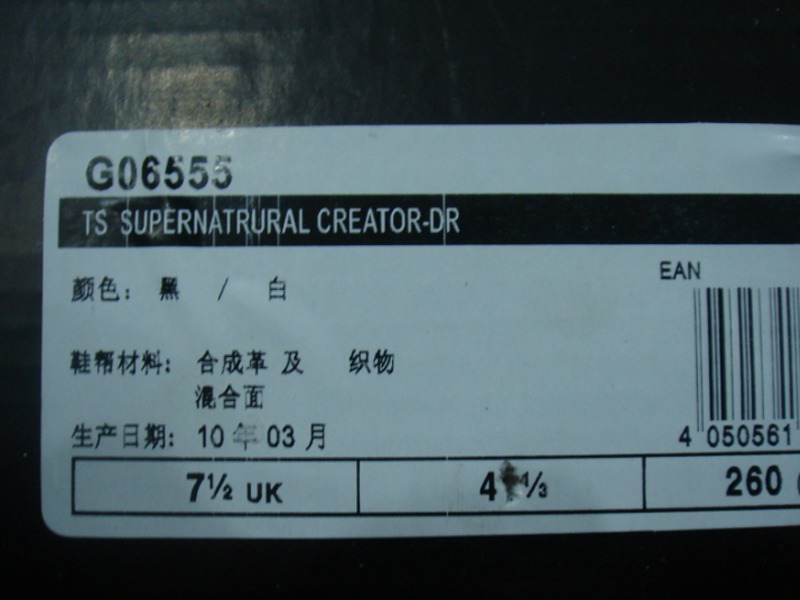 G06555
TS SUPERNATRURAL CREATOR-DR
EAN
颜色: 黑 / 白
鞋帮材料: 合成革 及 织物
混合面
生产日期: 10 年 03 月
4 050561
7½ UK
260